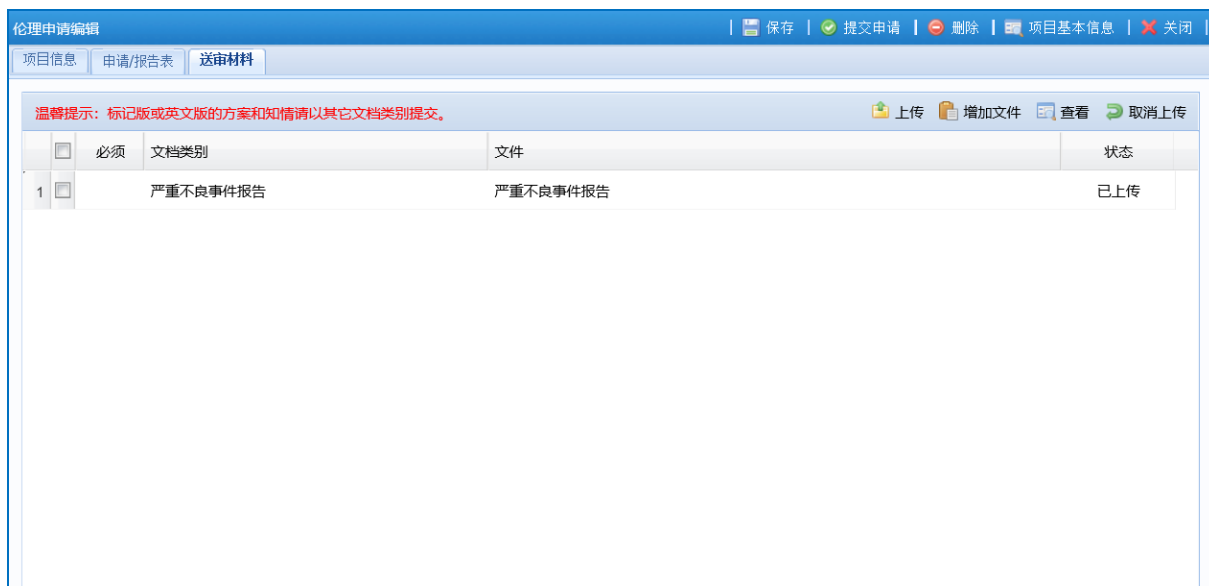 伦理申请编辑 | 保存 | 提交申请 | 删除 | 项目基本信息 | 关闭 |
项目信息 申请/报告表 送审材料
温馨提示：标记版或英文版的方案和知情请以其它文档类别提交。 上传 增加文件 查看 取消上传
必须 文档类别 文件 状态
1 严重不良事件报告 严重不良事件报告 已上传